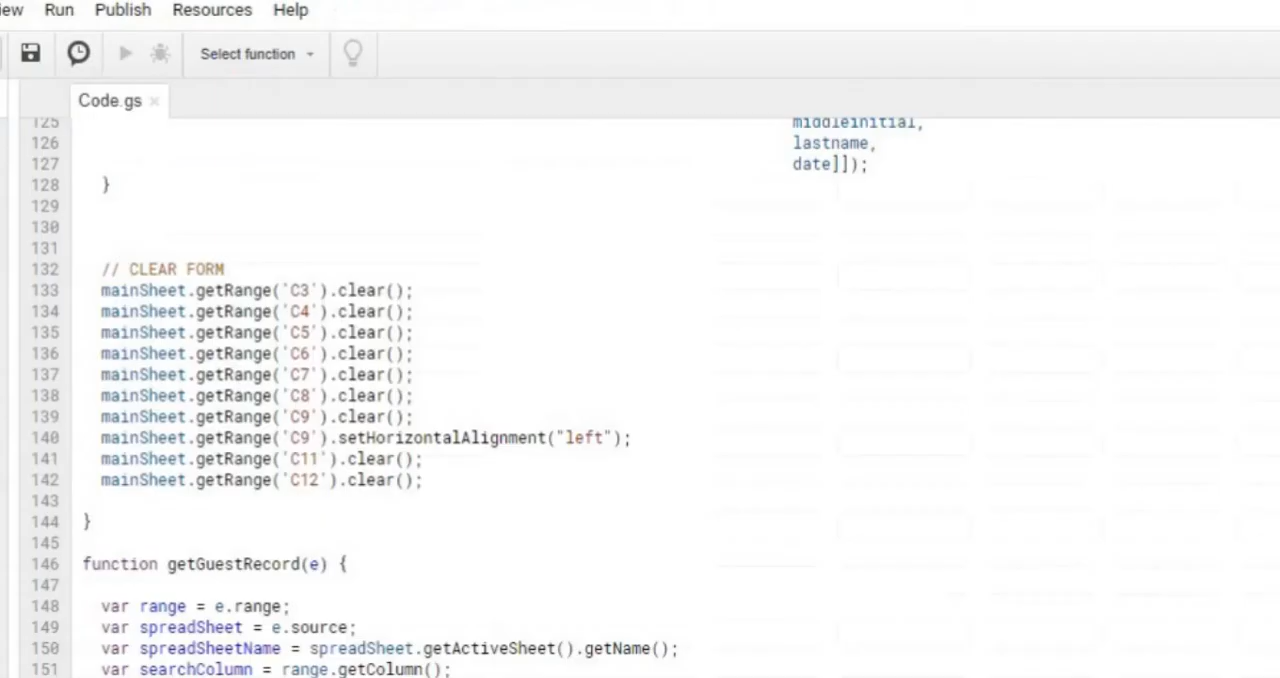 Run Publish Resources Help
Select function
Code.gs ×
125 middleinitial,
126 lastname,
127 date]]);
128 }
129
130
131
132 // CLEAR FORM
133 mainSheet.getRange('C3').clear();
134 mainSheet.getRange('C4').clear();
135 mainSheet.getRange('C5').clear();
136 mainSheet.getRange('C6').clear();
137 mainSheet.getRange('C7').clear();
138 mainSheet.getRange('C8').clear();
139 mainSheet.getRange('C9').clear();
140 mainSheet.getRange('C9').setHorizontalAlignment("left");
141 mainSheet.getRange('C11').clear();
142 mainSheet.getRange('C12').clear();
143
144 }
145
146 function getGuestRecord(e) {
147
148 var range = e.range;
149 var spreadSheet = e.source;
150 var spreadSheetName = spreadSheet.getActiveSheet().getName();
151 var searchColumn = range.getColumn();